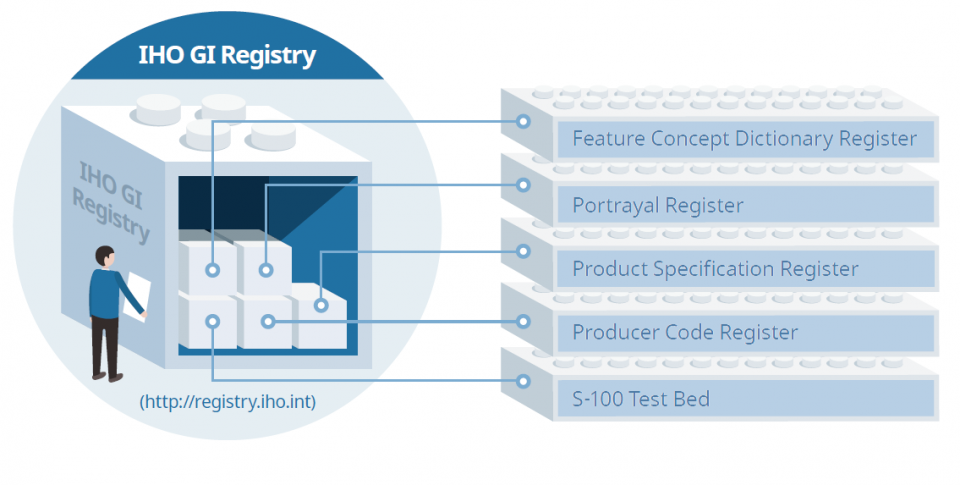 IHO GI Registry
IHO GI
Registry
(http://registry.iho.int)
Feature Concept Dictionary Register
Portrayal Register
Product Specification Register
Producer Code Register
S-100 Test Bed